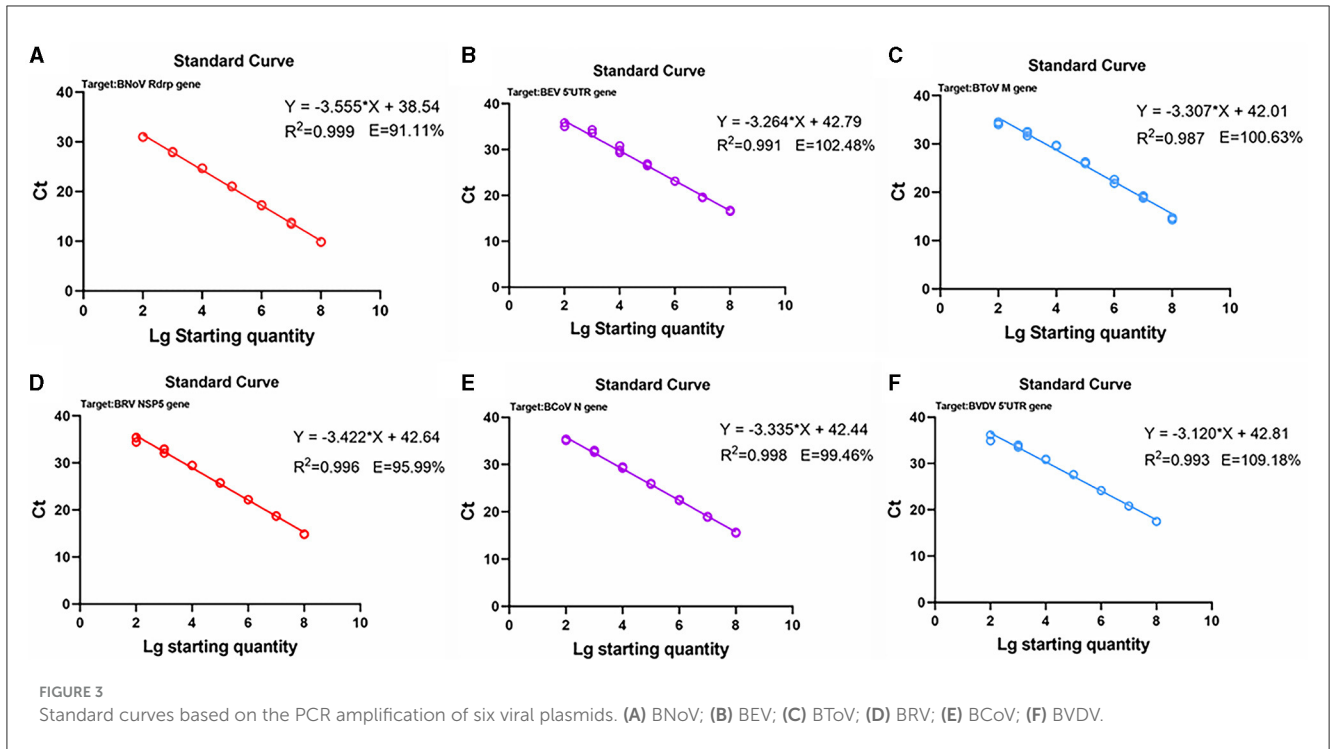 A
Standard Curve
Target:BNoV Rdrp gene
Y = -3.555*X + 38.54
R²=0.999 E=91.11%
Ct
40
30
20
10
0
0 2 4 6 8 10
Lg Starting quantity
B
Standard Curve
Target:BEV 5'UTR gene
Y = -3.264*X + 42.79
R²=0.991 E=102.48%
Ct
40
30
20
10
0
0 2 4 6 8 10
Lg Starting quantity
C
Standard Curve
Target:BToV M gene
Y = -3.307*X + 42.01
R²=0.987 E=100.63%
Ct
40
30
20
10
0
0 2 4 6 8 10
Lg Starting quantity
D
Standard Curve
Target:BRV NSP5 gene
Y = -3.422*X + 42.64
R²=0.996 E=95.99%
Ct
40
30
20
10
0
0 2 4 6 8 10
Lg starting quantity
E
Standard Curve
Target:BCoV N gene
Y = -3.335*X + 42.44
R²=0.998 E=99.46%
Ct
40
30
20
10
0
0 2 4 6 8 10
Lg starting quantity
F
Standard Curve
Target:BVDV 5'UTR gene
Y = -3.120*X + 42.81
R²=0.993 E=109.18%
Ct
40
30
20
10
0
0 2 4 6 8 10
Lg starting quantity
FIGURE 3
Standard curves based on the PCR amplification of six viral plasmids. (A) BNoV; (B) BEV; (C) BToV; (D) BRV; (E) BCoV; (F) BVDV.